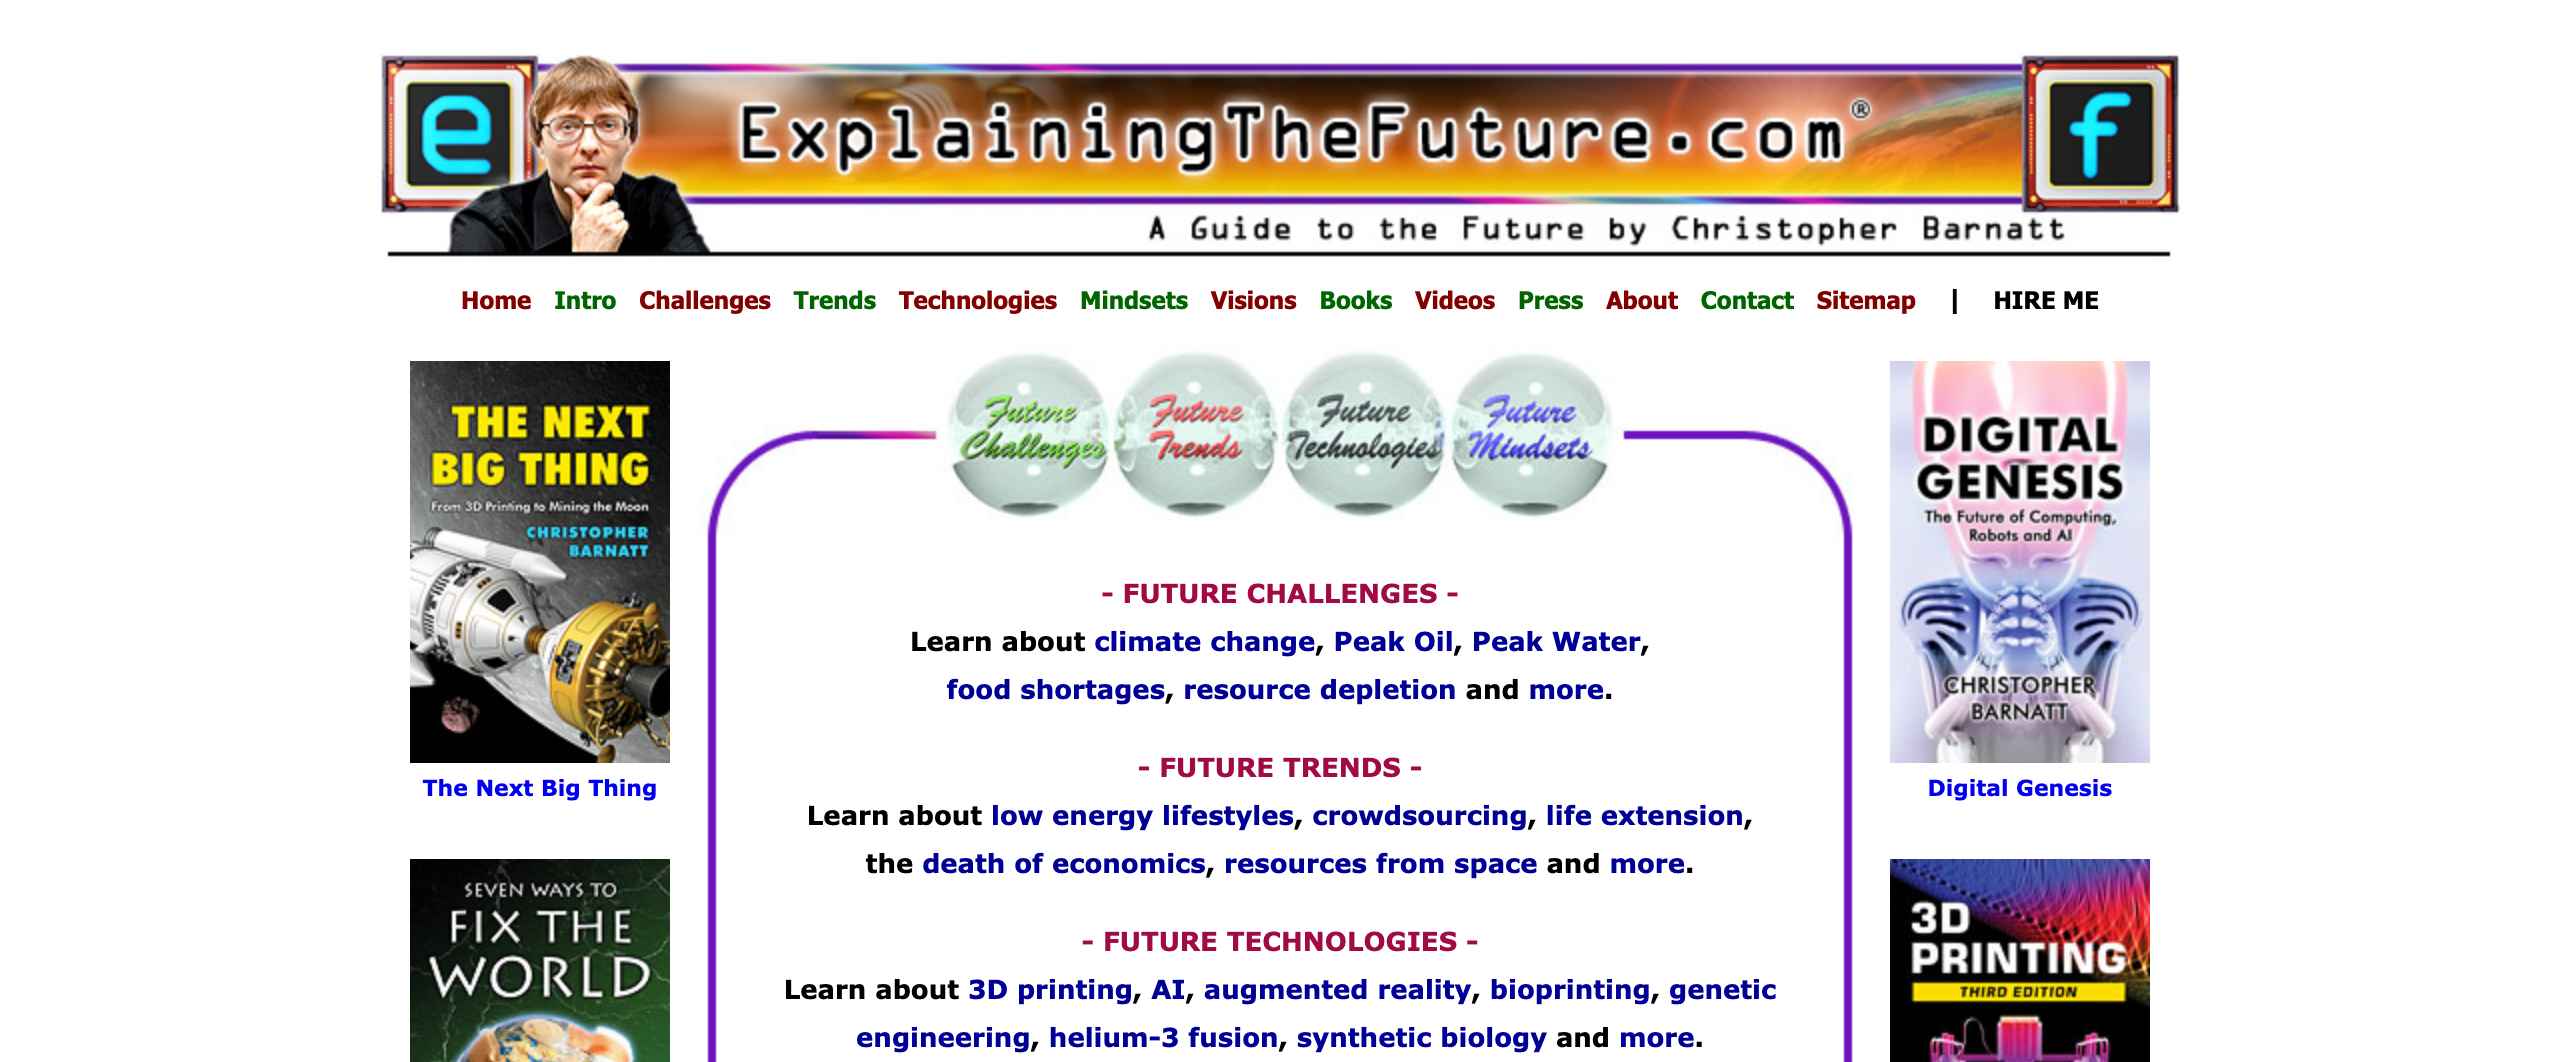 e
ExplainingTheFuture.com®
f
A Guide to the Future by Christopher Barnatt
Home Intro Challenges Trends Technologies Mindsets Visions Books Videos Press About Contact Sitemap | HIRE ME
THE NEXT
BIG THING
From 3D Printing to Mining the Moon
CHRISTOPHER
BARNATT
The Next Big Thing
SEVEN WAYS TO
FIX THE
WORLD
Future
Challenges
Future
Trends
Future
Technologies
Future
Mindsets
- FUTURE CHALLENGES -
Learn about climate change, Peak Oil, Peak Water,
food shortages, resource depletion and more.
- FUTURE TRENDS -
Learn about low energy lifestyles, crowdsourcing, life extension,
the death of economics, resources from space and more.
- FUTURE TECHNOLOGIES -
Learn about 3D printing, AI, augmented reality, bioprinting, genetic
engineering, helium-3 fusion, synthetic biology and more.
DIGITAL
GENESIS
The Future of Computing,
Robots and AI
CHRISTOPHER
BARNATT
Digital Genesis
3D
PRINTING
THIRD EDITION